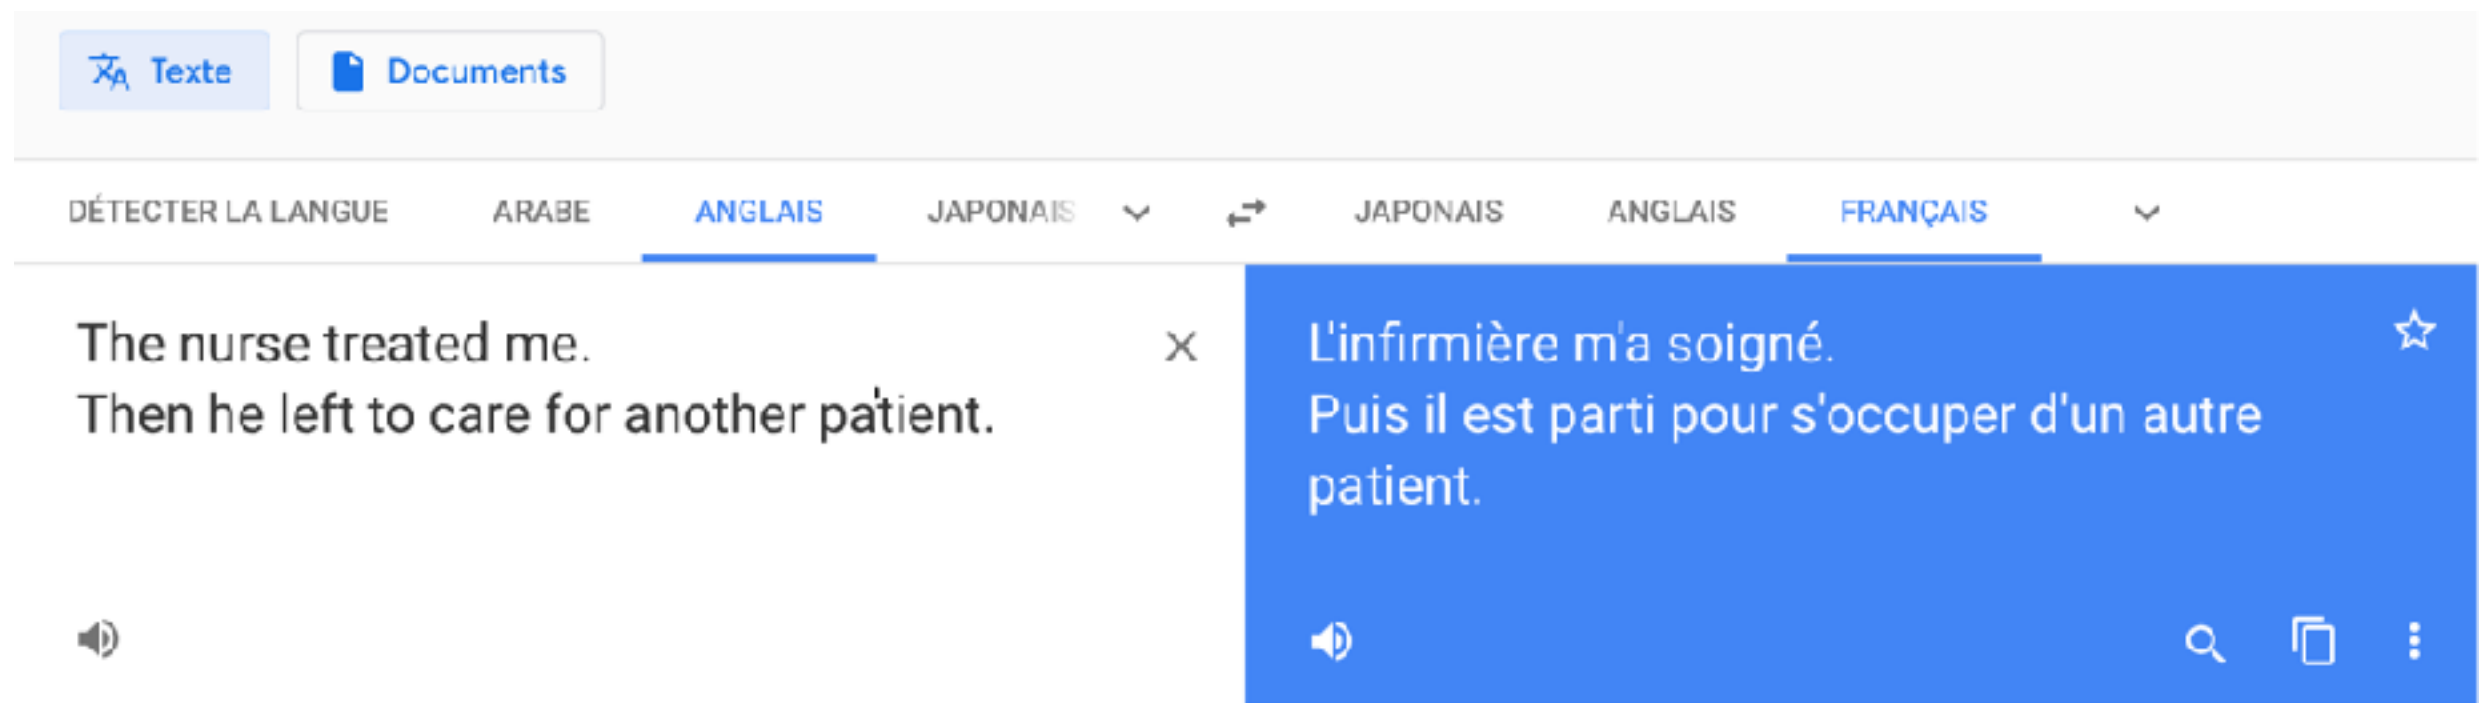 Texte
Documents
DÉTECTER LA LANGUE
ARABE
ANGLAIS
JAPONAIS
JAPONAIS
ANGLAIS
FRANÇAIS
The nurse treated me.
Then he left to care for another patient.
L'infirmière m'a soigné.
Puis il est parti pour s'occuper d'un autre
patient.